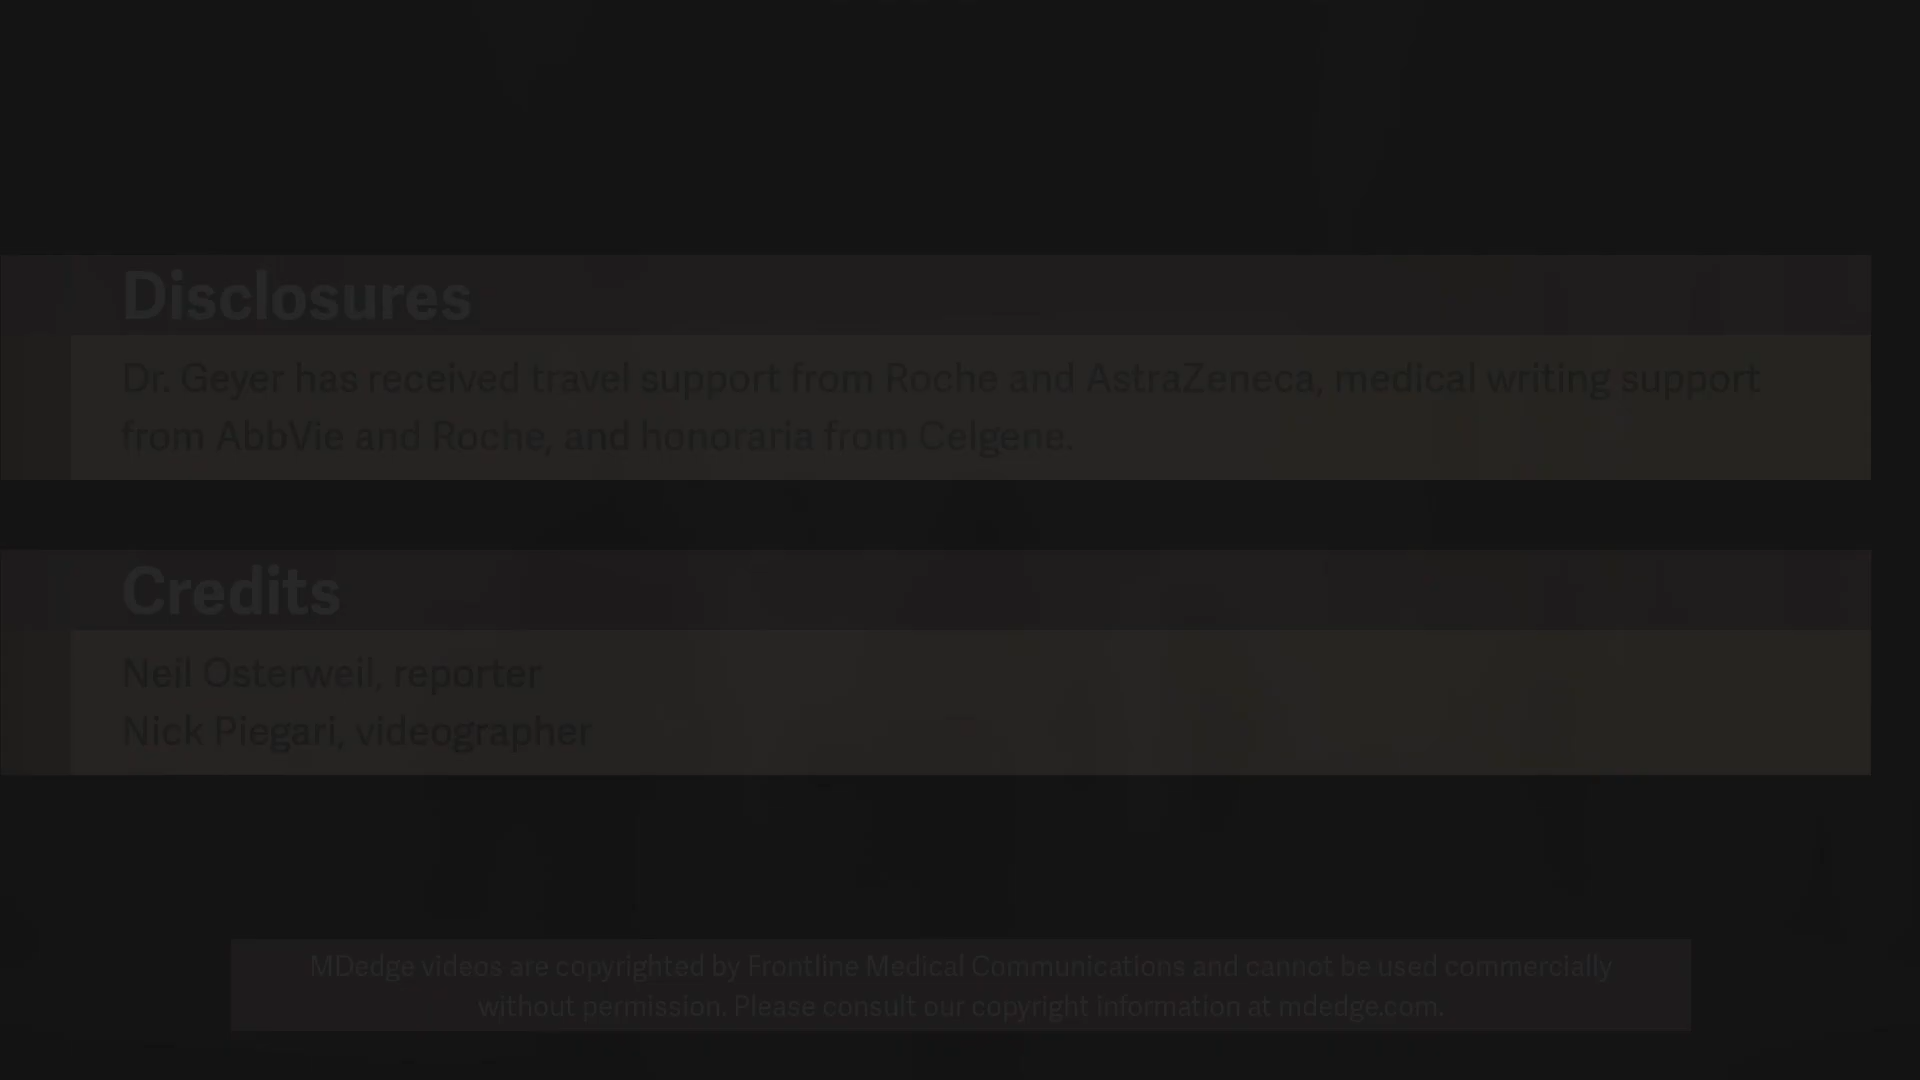 Disclosures
Dr. Geyer has received travel support from Roche and AstraZeneca, medical writing support
from AbbVie and Roche, and honoraria from Celgene.
Credits
Neil Osterweil, reporter
Nick Piegari, videographer
MDedge videos are copyrighted by Frontline Medical Communications and cannot be used commercially
without permission. Please consult our copyright information at mdedge.com.